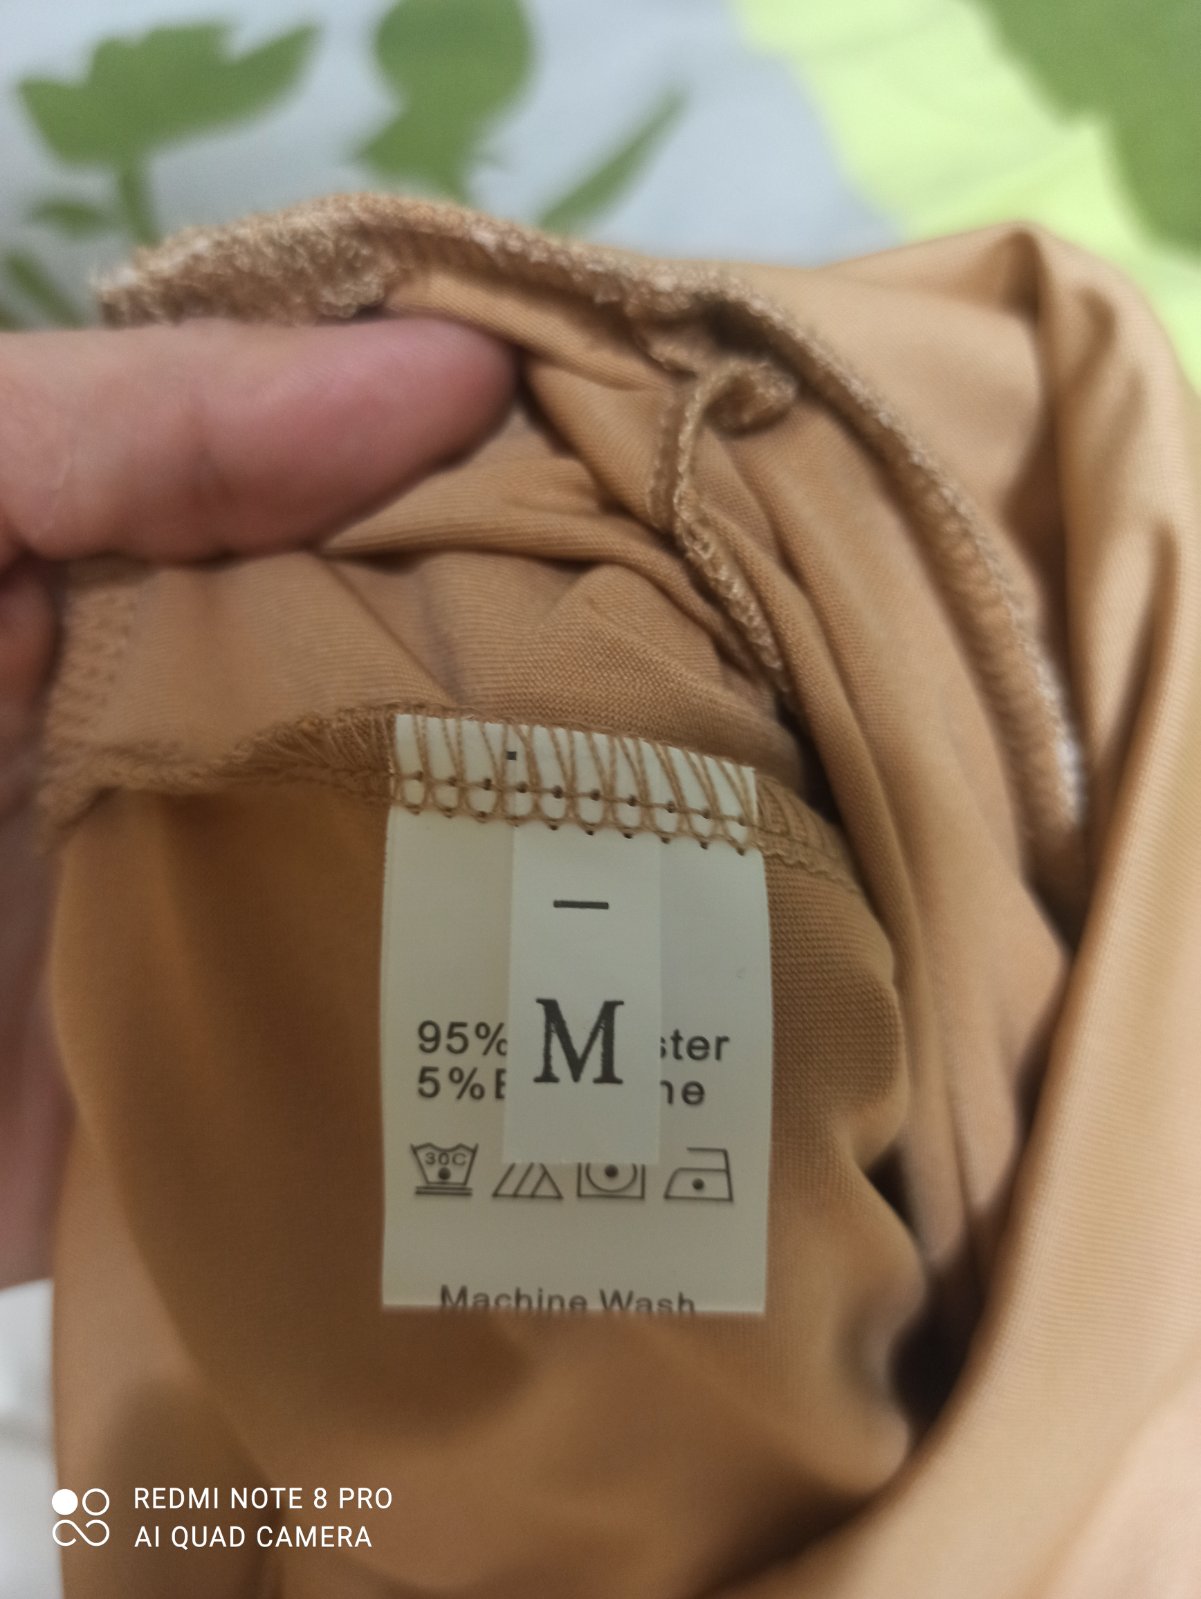 M
95% ster
5%E ne
30C
Machine Wash
REDMI NOTE 8 PRO
AI QUAD CAMERA